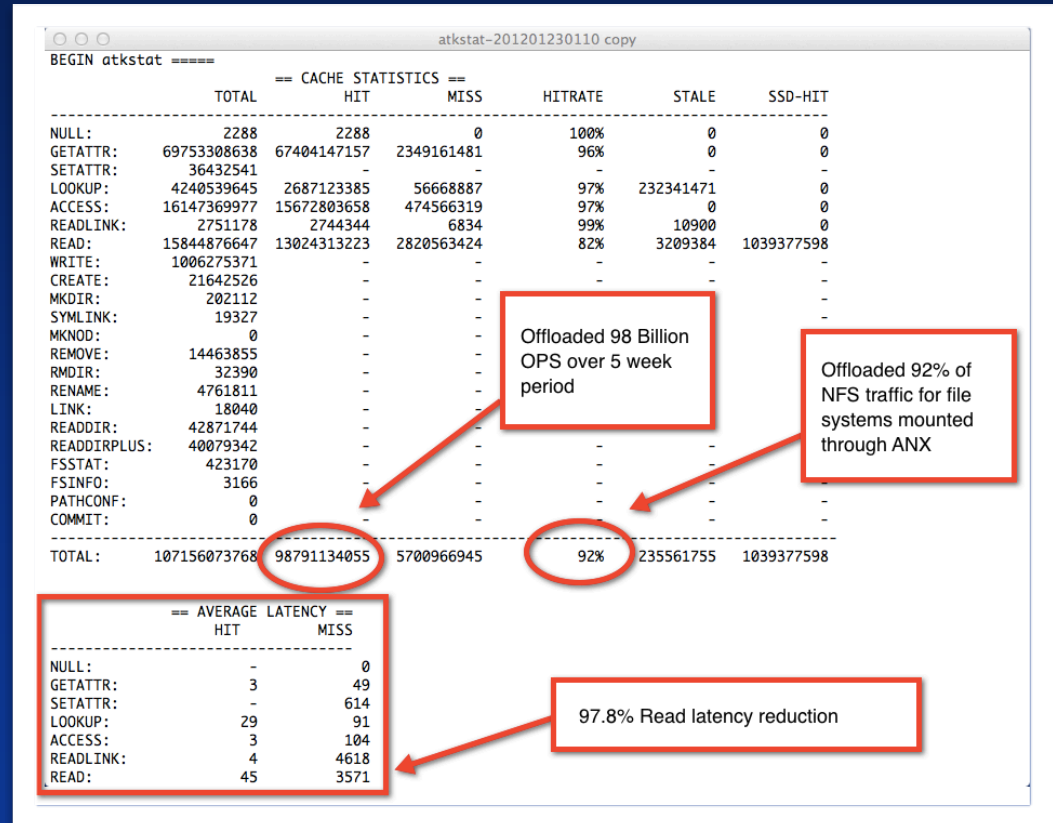 atkstat-201201230110 copy
BEGIN atkstat =====
== CACHE STATISTICS ==
TOTAL HIT MISS HITRATE STALE SSD-HIT
NULL: 2288 2288 0 100% 0 0
GETATTR: 69753308638 67404147157 2349161481 96% 0 0
SETATTR: 36432541 - - - - -
LOOKUP: 4240539645 2687123385 56668887 97% 232341471 0
ACCESS: 16147369977 15672803658 474566319 97% 0 0
READLINK: 2751178 2744344 6834 99% 10900 0
READ: 15844876647 13024313223 2820563424 82% 3209384 1039377598
WRITE: 1006275371 - - - - -
CREATE: 21642526 - - - - -
MKDIR: 202112 - - -
SYMLINK: 19327 - - -
MKNOD: 0 - -
REMOVE: 14463855 - -
RMDIR: 32390 - -
RENAME: 4761811 - -
LINK: 18040 - -
READDIR: 42871744 - -
READDIRPLUS: 40079342 - - - - -
FSSTAT: 423170 - - - - -
FSINFO: 3166 - - - - -
PATHCONF: 0 - - - - -
COMMIT: 0 - - - - -
TOTAL: 107156073768 98791134055 5700966945 92% 235561755 1039377598
Offloaded 98 Billion
OPS over 5 week
period
Offloaded 92% of
NFS traffic for file
systems mounted
through ANX
== AVERAGE LATENCY ==
HIT MISS
NULL: - 0
GETATTR: 3 49
SETATTR: - 614
LOOKUP: 29 91
ACCESS: 3 104
READLINK: 4 4618
READ: 45 3571
97.8% Read latency reduction